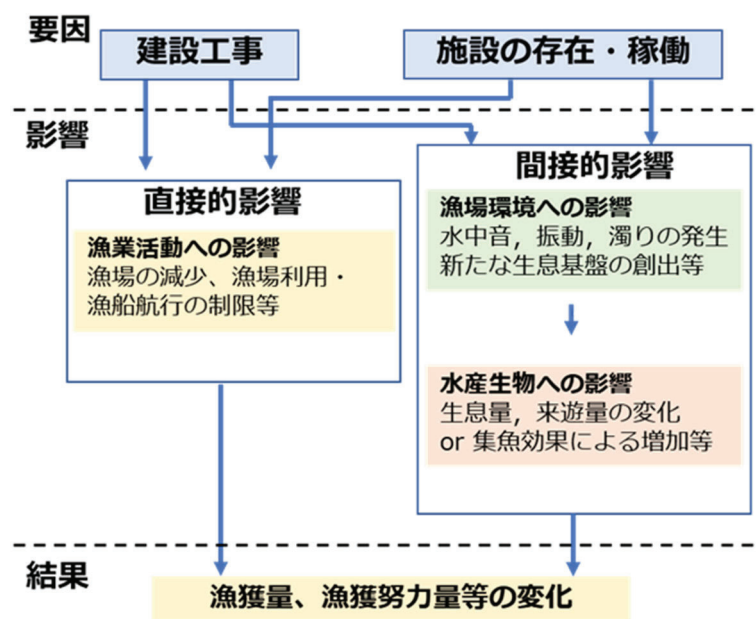 要因
建設工事
施設の存在・稼働
影響
直接的影響
漁業活動への影響
漁場の減少、漁場利用・
漁船航行の制限等
間接的影響
漁場環境への影響
水中音，振動，濁りの発生
新たな生息基盤の創出等
水産生物への影響
生息量，来遊量の変化
or 集魚効果による増加等
結果
漁獲量、漁獲努力量等の変化